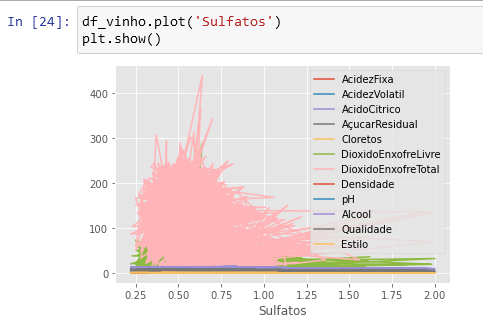 In [24]: df_vinho.plot('Sulfatos')
plt.show()
AcidezFixa
AcidezVolatil
AcidoCitrico
AçucarResidual
Cloretos
DioxidoEnxofreLivre
DioxidoEnxofreTotal
Densidade
pH
Alcool
Qualidade
Estilo
400
300
200
100
0
0.25 0.50 0.75 1.00 1.25 1.50 1.75 2.00
Sulfatos